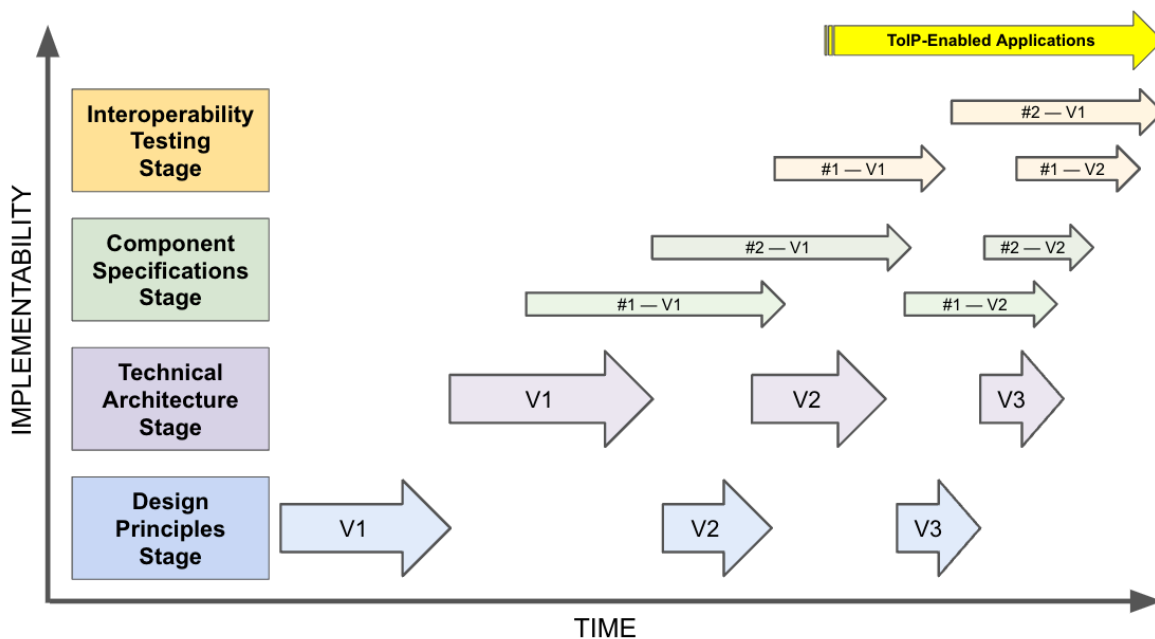 ToIP-Enabled Applications
Interoperability
Testing
Stage
#2 — V1
#1 — V1
#1 — V2
Component
Specifications
Stage
#2 — V1
#2 — V2
#1 — V1
#1 — V2
Technical
Architecture
Stage
V1
V2
V3
Design
Principles
Stage
V1
V2
V3
IMPLEMENTABILITY
TIME